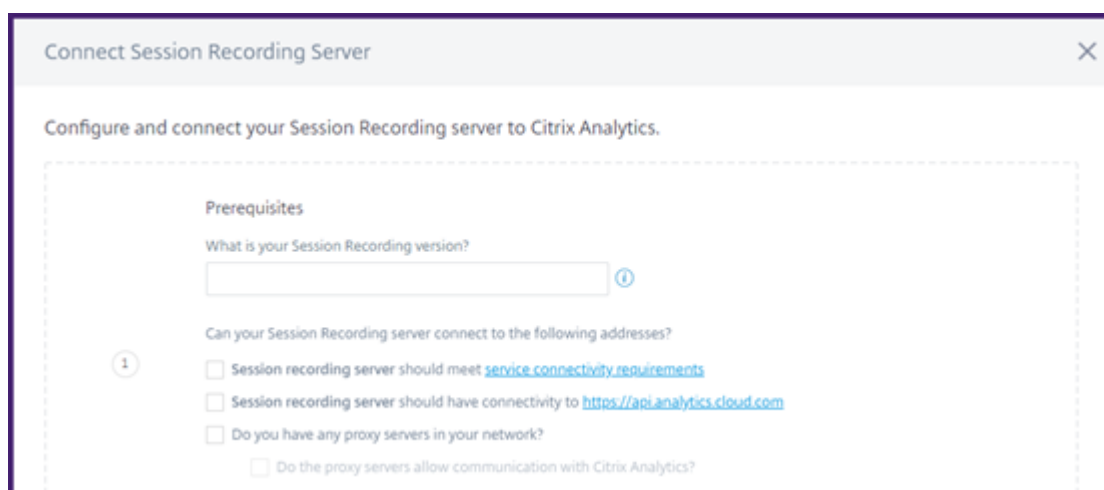 Connect Session Recording Server
Configure and connect your Session Recording server to Citrix Analytics.
Prerequisites
What is your Session Recording version?
Can your Session Recording server connect to the following addresses?
1
Session recording server should meet service connectivity requirements
Session recording server should have connectivity to https://api.analytics.cloud.com
Do you have any proxy servers in your network?
Do the proxy servers allow communication with Citrix Analytics?